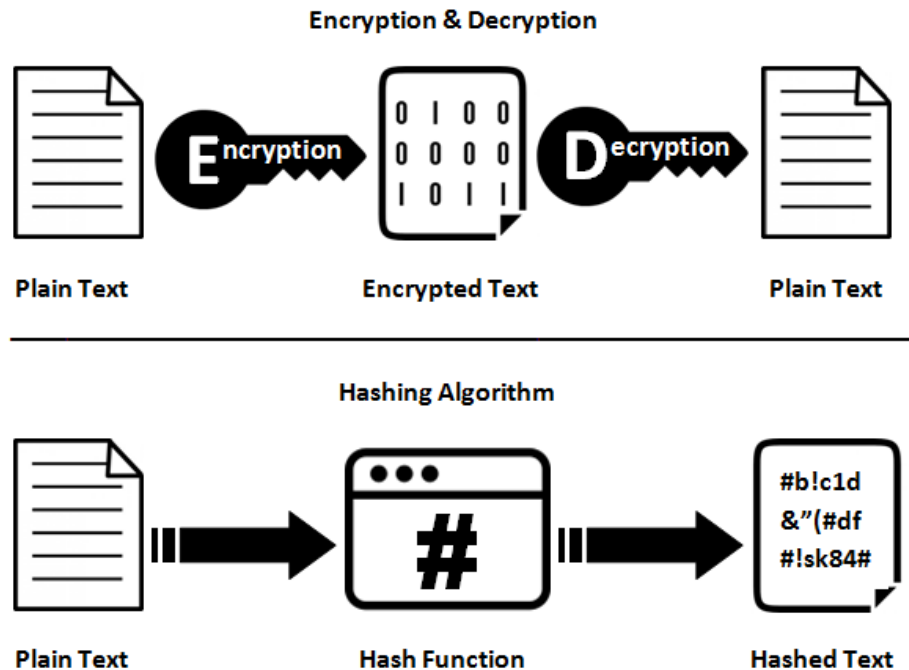 Encryption & Decryption
Encryption
0 1 0 0
0 0 0 0
1 0 1 1
Decryption
Plain Text
Encrypted Text
Plain Text
Hashing Algorithm
#
#b!c1d
&”(#df
#!sk84#
Plain Text
Hash Function
Hashed Text